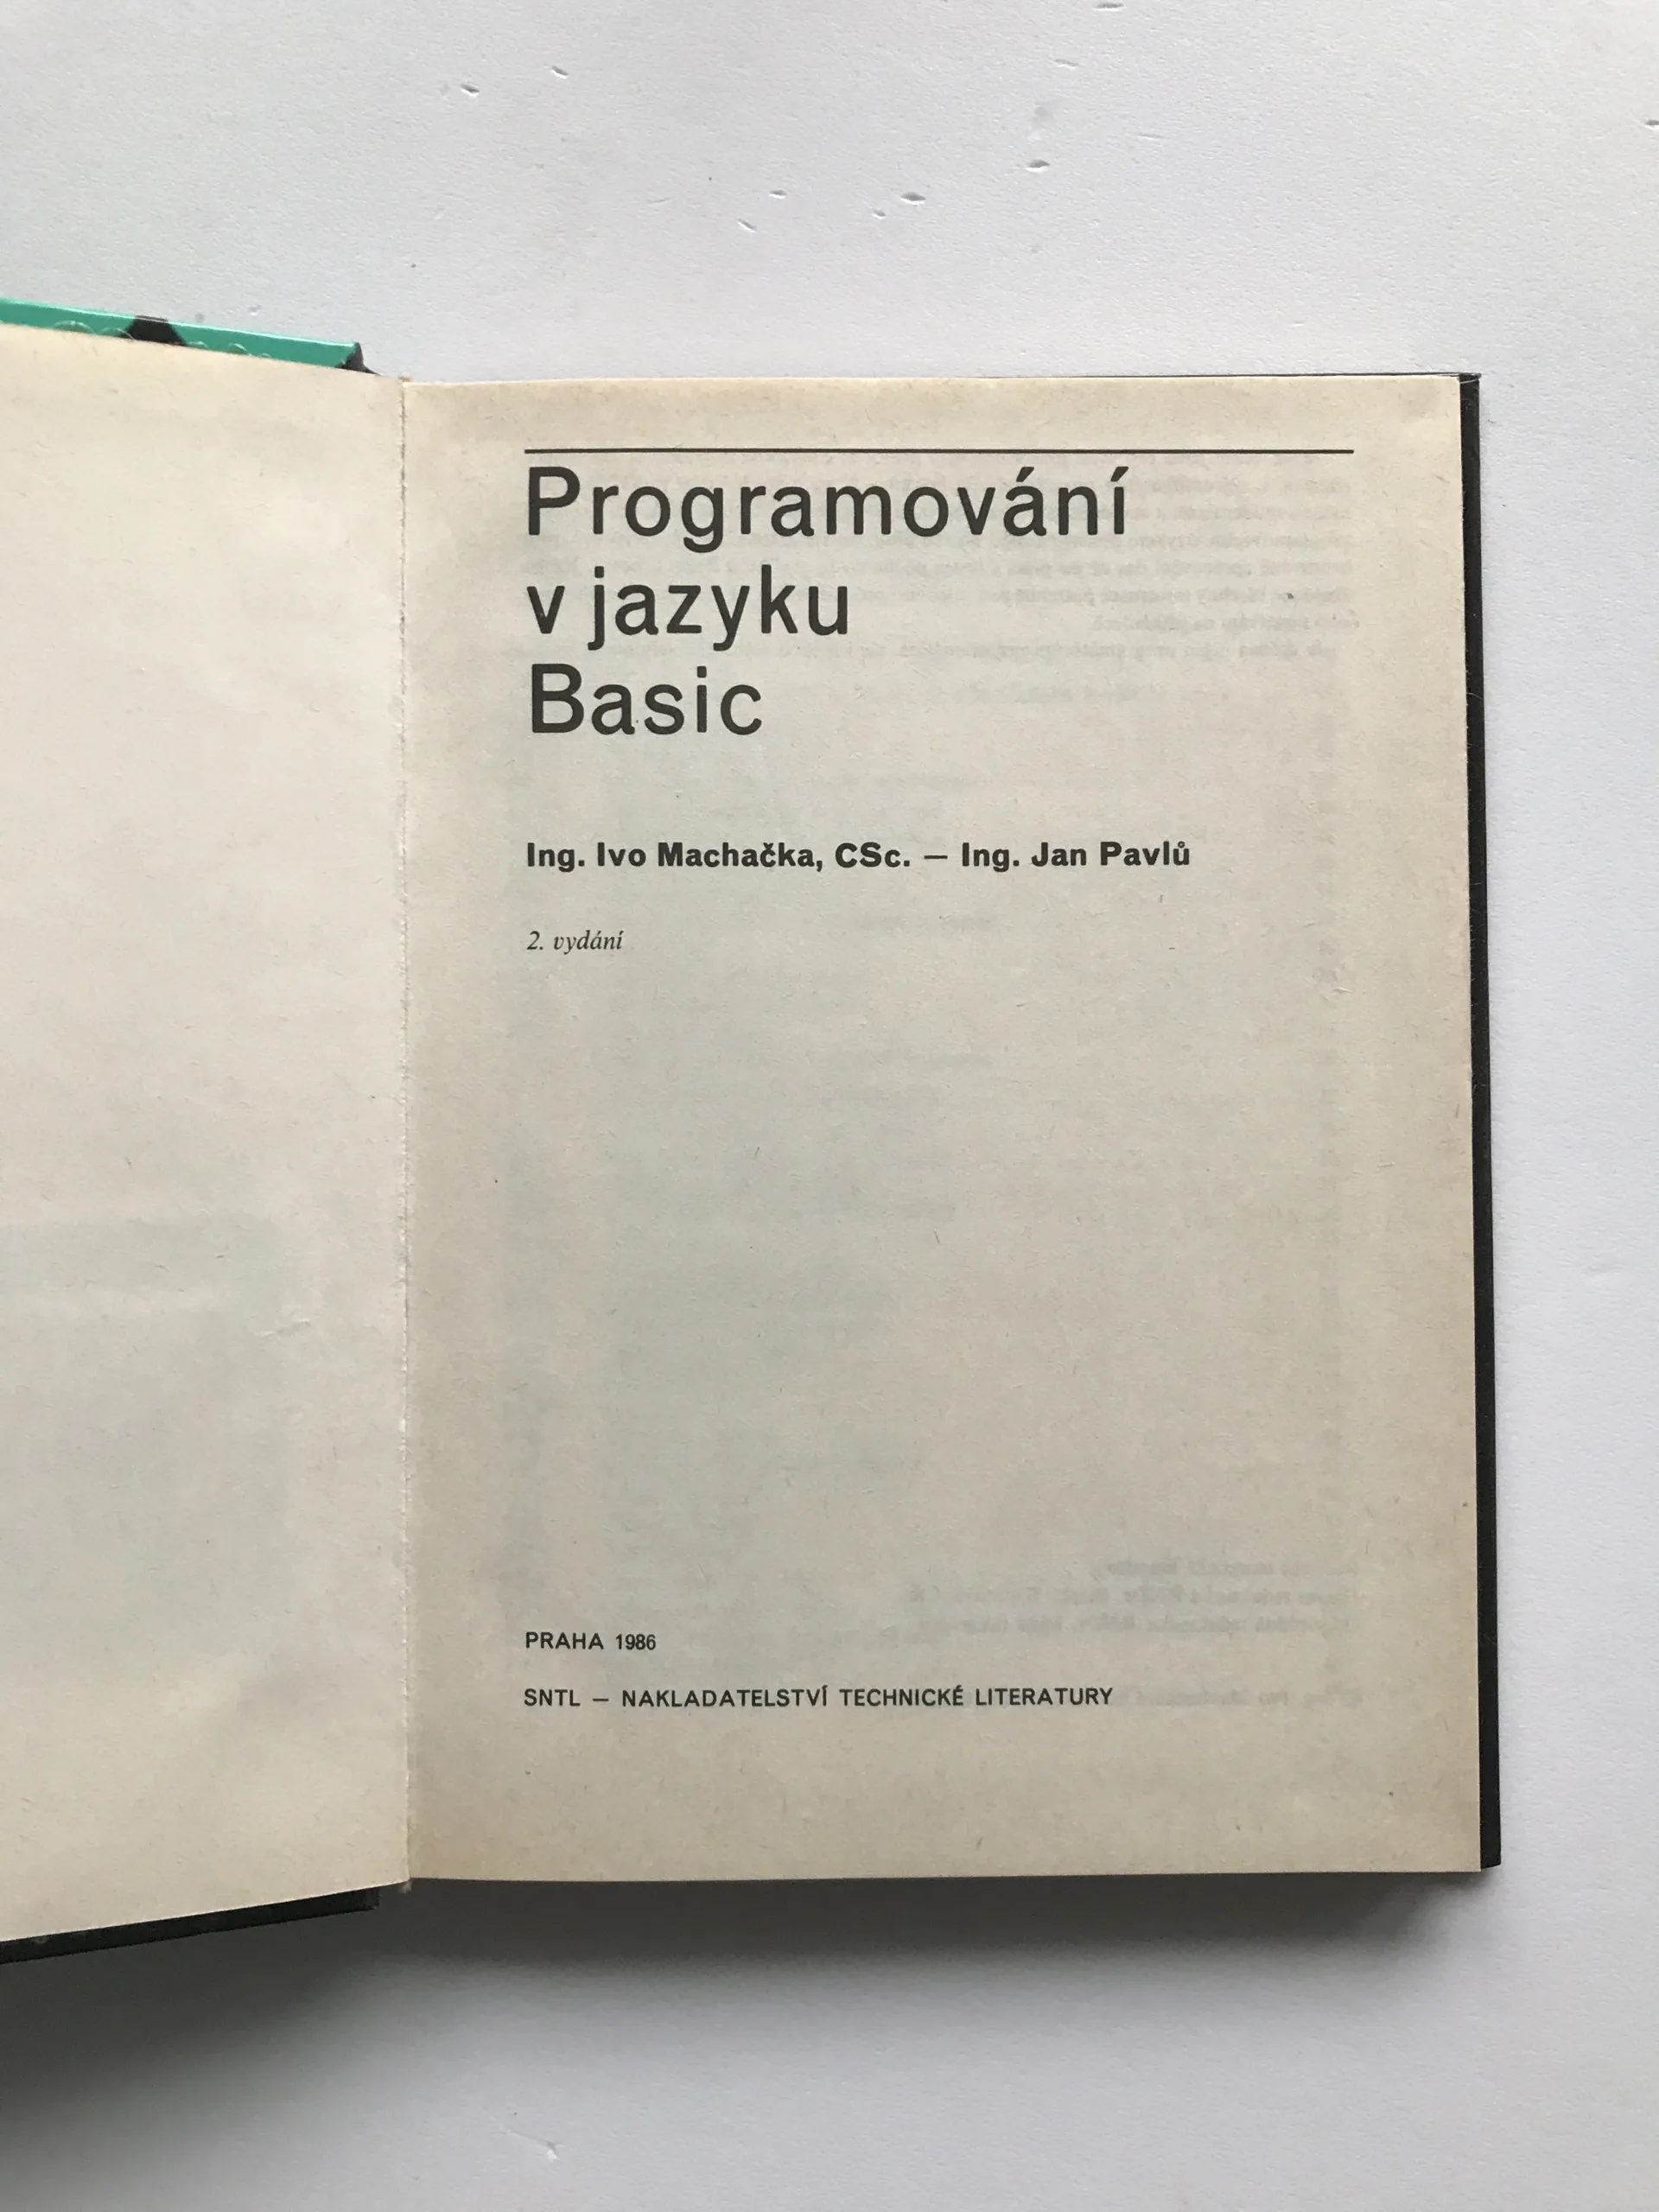 Programování
v jazyku
Basic
Ing. Ivo Machačka, CSc. — Ing. Jan Pavlů
2. vydání
PRAHA 1986
SNTL — NAKLADATELSTVÍ TECHNICKÉ LITERATURY